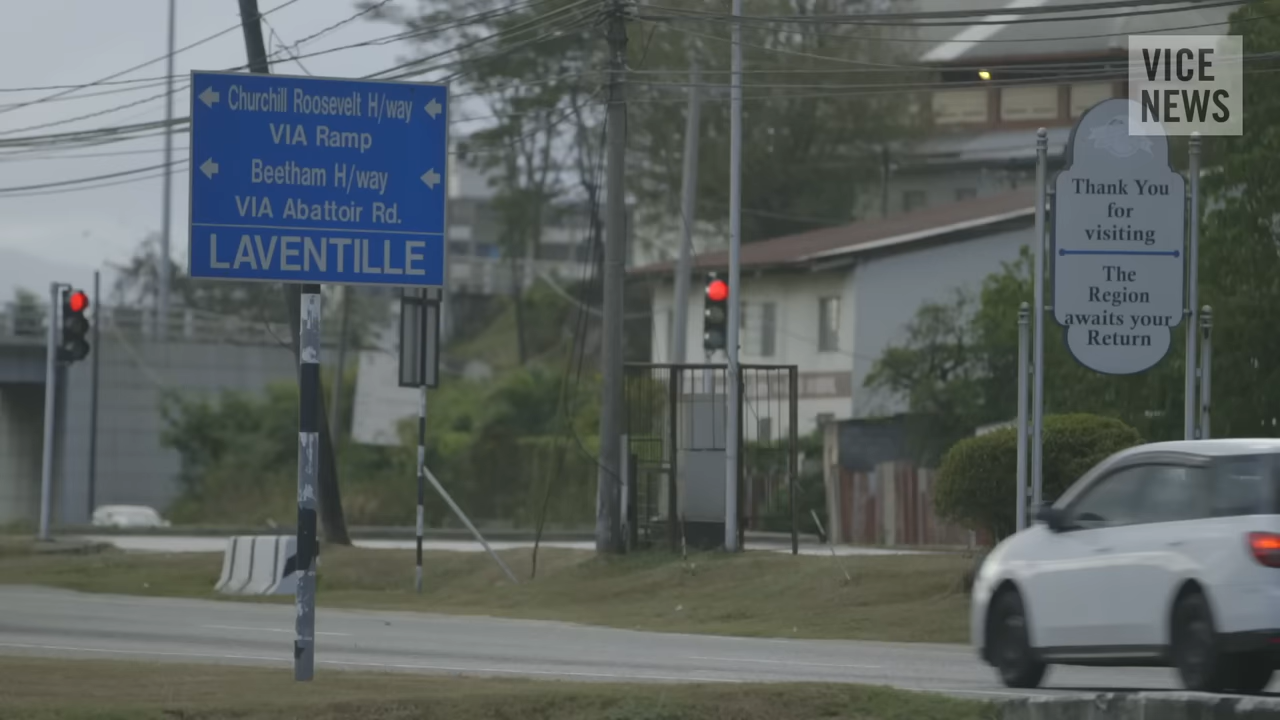 Churchill Roosevelt H/way
VIA Ramp
Beetham H/way
VIA Abattoir Rd.
LAVENTILLE
VICE
NEWS
Thank You
for
visiting
The
Region
awaits your
Return